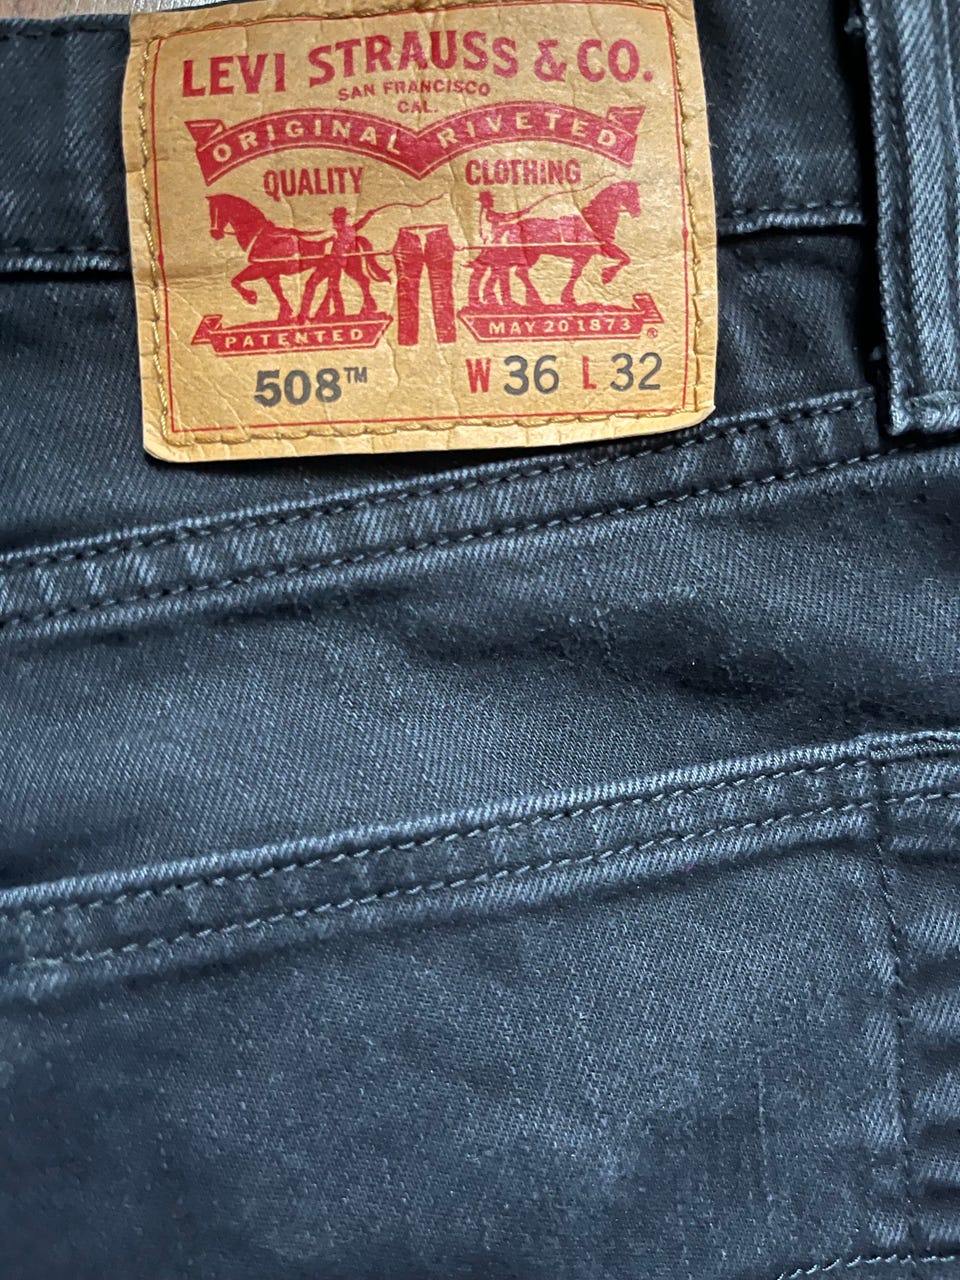 LEVI STRAUSS & CO.
SAN FRANCISCO
CAL.
ORIGINAL RIVETED
QUALITY CLOTHING
PATENTED MAY 20 1873 ®
508™ W 36 L 32